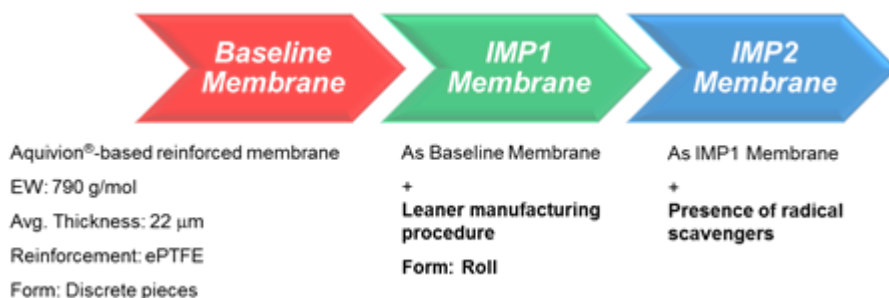 Baseline
Membrane
IMP1
Membrane
IMP2
Membrane
Aquivion®-based reinforced membrane
EW: 790 g/mol
Avg. Thickness: 22 μm
Reinforcement: ePTFE
Form: Discrete pieces
As Baseline Membrane
+
Leaner manufacturing
procedure
Form: Roll
As IMP1 Membrane
+
Presence of radical
scavengers